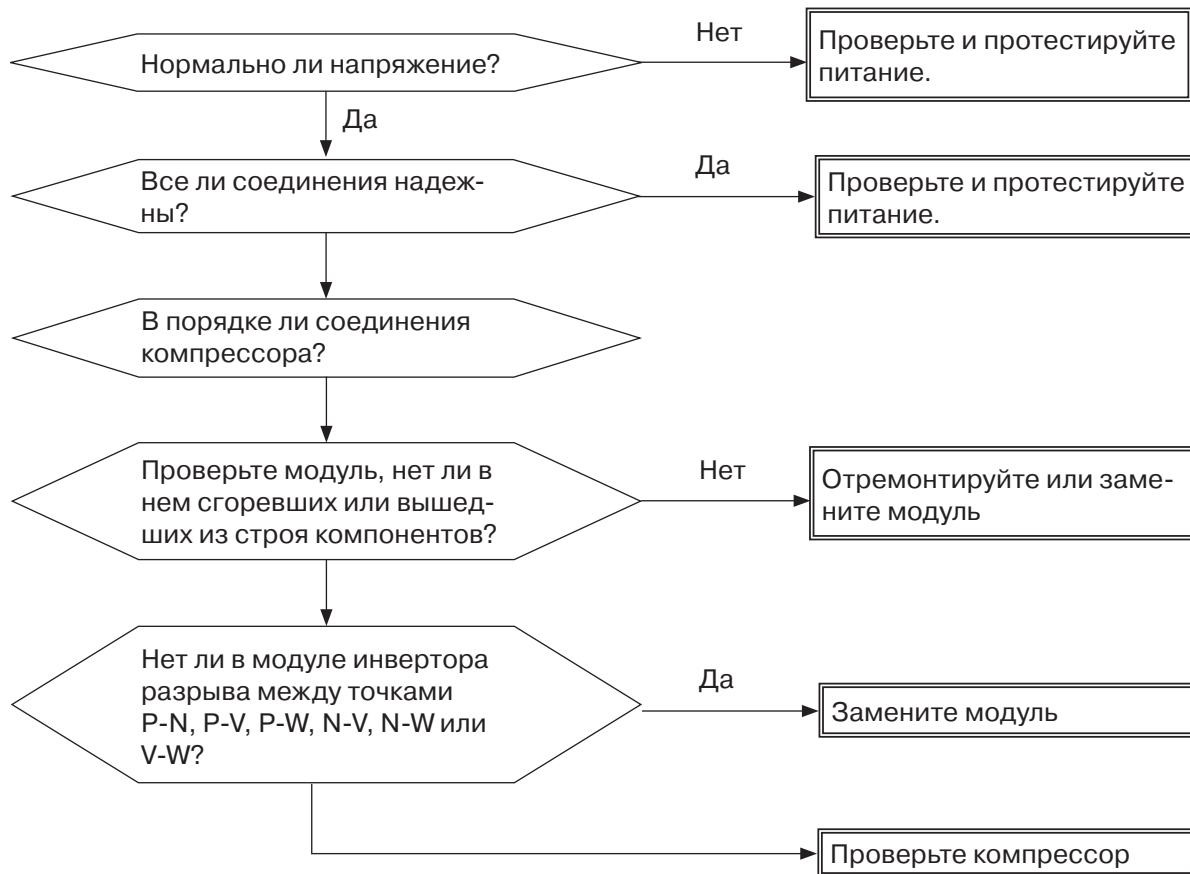 Нормально ли напряжение?
Нет
Проверьте и протестируйте
питание.
Да
Все ли соединения надеж-
ны?
Да
Проверьте и протестируйте
питание.
В порядке ли соединения
компрессора?
Проверьте модуль, нет ли в
нем сгоревших или вышед-
ших из строя компонентов?
Нет
Отремонтируйте или заме-
ните модуль
Нет ли в модуле инвертора
разрыва между точками
P-N, P-V, P-W, N-V, N-W или
V-W?
Да
Замените модуль
Проверьте компрессор